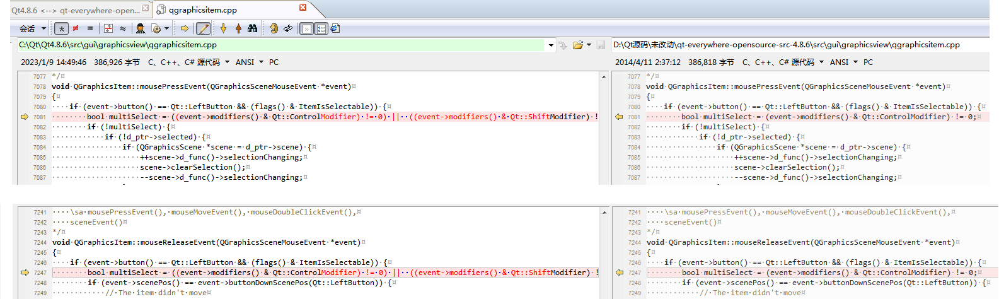 Qt4.8.6 <--> qt-everywhere-open...
qgraphicsitem.cpp
会话
C:\Qt\Qt4.8.6\src\gui\graphicsview\qgraphicsitem.cpp
D:\Qt源码\未改动\qt-everywhere-opensource-src-4.8.6\src\gui\graphicsview\qgraphicsitem.cpp
2023/1/9 14:49:46 386,926 字节 C、C++、C# 源代码 ANSI PC
2014/4/11 2:37:12 386,818 字节 C、C++、C# 源代码 ANSI PC
7077 */¤
7078 void·QGraphicsItem::mousePressEvent(QGraphicsSceneMouseEvent·*event)¤
7079 {¤
7080 ····if·(event->button()·==·Qt::LeftButton·&&·(flags()·&·ItemIsSelectable))·{¤
7081 ········bool·multiSelect·=·((event->modifiers()·&·Qt::ControlModifier)·!=·0)·||··((event->modifiers()·&·Qt::ShiftModifier)·!
7082 ········if·(!multiSelect)·{¤
7083 ············if·(!d_ptr->selected)·{¤
7084 ················if·(QGraphicsScene·*scene·=·d_ptr->scene)·{¤
7085 ····················++scene->d_func()->selectionChanging;¤
7086 ····················scene->clearSelection();¤
7087 ····················--scene->d_func()->selectionChanging;¤
7077 */¤
7078 void·QGraphicsItem::mousePressEvent(QGraphicsSceneMouseEvent·*event)¤
7079 {¤
7080 ····if·(event->button()·==·Qt::LeftButton·&&·(flags()·&·ItemIsSelectable))·{¤
7081 ········bool·multiSelect·=·(event->modifiers()·&·Qt::ControlModifier)·!=·0;¤
7082 ········if·(!multiSelect)·{¤
7083 ············if·(!d_ptr->selected)·{¤
7084 ················if·(QGraphicsScene·*scene·=·d_ptr->scene)·{¤
7085 ····················++scene->d_func()->selectionChanging;¤
7086 ····················scene->clearSelection();¤
7087 ····················--scene->d_func()->selectionChanging;¤
7241 ····\sa·mousePressEvent(),·mouseMoveEvent(),·mouseDoubleClickEvent(),¤
7242 ····sceneEvent()¤
7243 */¤
7244 void·QGraphicsItem::mouseReleaseEvent(QGraphicsSceneMouseEvent·*event)¤
7245 {¤
7246 ····if·(event->button()·==·Qt::LeftButton·&&·(flags()·&·ItemIsSelectable))·{¤
7247 ········bool·multiSelect·=·((event->modifiers()·&·Qt::ControlModifier)·!=·0)·||··((event->modifiers()·&·Qt::ShiftModifier)·!
7248 ········if·(event->scenePos()·==·event->buttonDownScenePos(Qt::LeftButton))·{¤
7249 ············//·The·item·didn't·move¤
7241 ····\sa·mousePressEvent(),·mouseMoveEvent(),·mouseDoubleClickEvent(),¤
7242 ····sceneEvent()¤
7243 */¤
7244 void·QGraphicsItem::mouseReleaseEvent(QGraphicsSceneMouseEvent·*event)¤
7245 {¤
7246 ····if·(event->button()·==·Qt::LeftButton·&&·(flags()·&·ItemIsSelectable))·{¤
7247 ········bool·multiSelect·=·(event->modifiers()·&·Qt::ControlModifier)·!=·0;¤
7248 ········if·(event->scenePos()·==·event->buttonDownScenePos(Qt::LeftButton))·{¤
7249 ············//·The·item·didn't·move¤